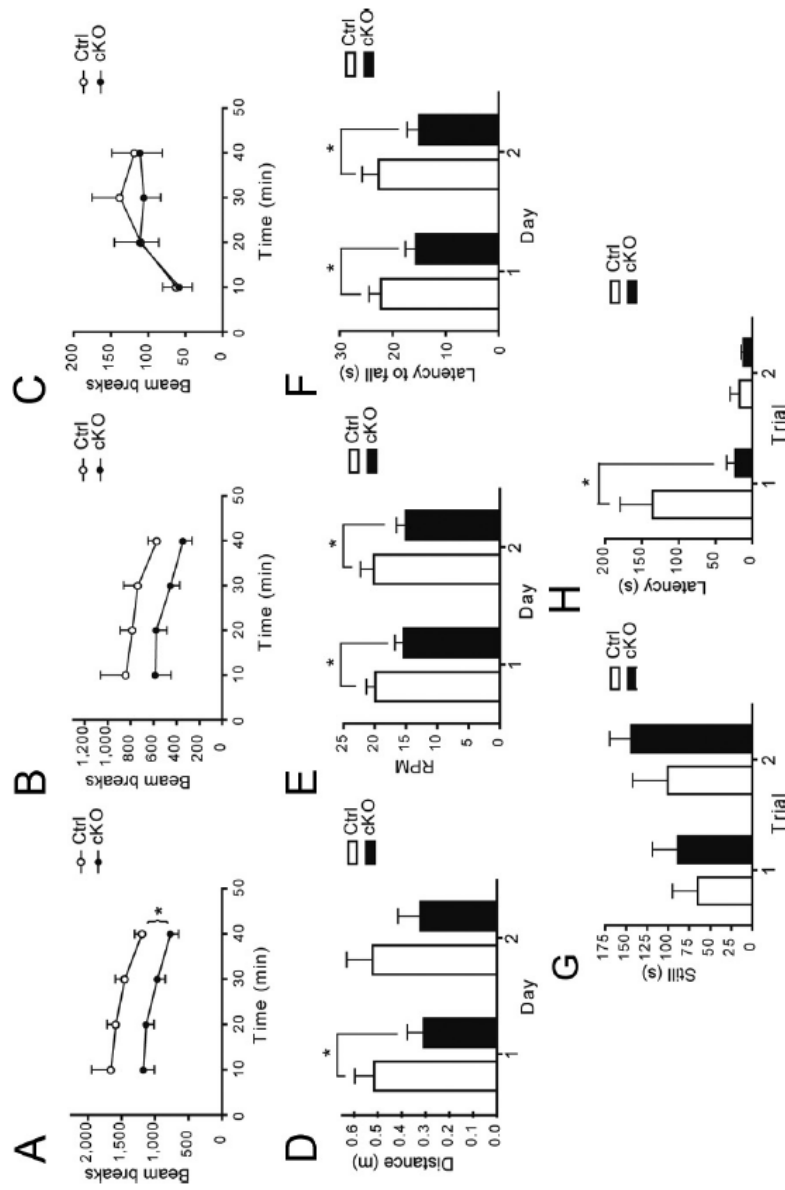 A
Beam breaks
2,000
1,500
1,000
500
0
0 10 20 30 40 50
Time (min)
Ctrl
cKO
*
B
Beam breaks
1,200
1,000
800
600
400
200
0
0 10 20 30 40 50
Time (min)
Ctrl
cKO
C
Beam breaks
200
150
100
50
0
0 10 20 30 40 50
Time (min)
Ctrl
cKO
D
Distance (m)
0.6
0.5
0.4
0.3
0.2
0.1
0.0
*
1 2
Day
Ctrl
cKO
E
RPM
25
20
15
10
5
0
* *
1 2
Day
Ctrl
cKO
F
Latency to fall (s)
30
20
10
0
* *
1 2
Day
Ctrl
cKO
G
Still (s)
175
150
125
100
75
50
25
0
1 2
Trial
Ctrl
cKO
H
Latency (s)
200
150
100
50
0
*
1 2
Trial
Ctrl
cKO